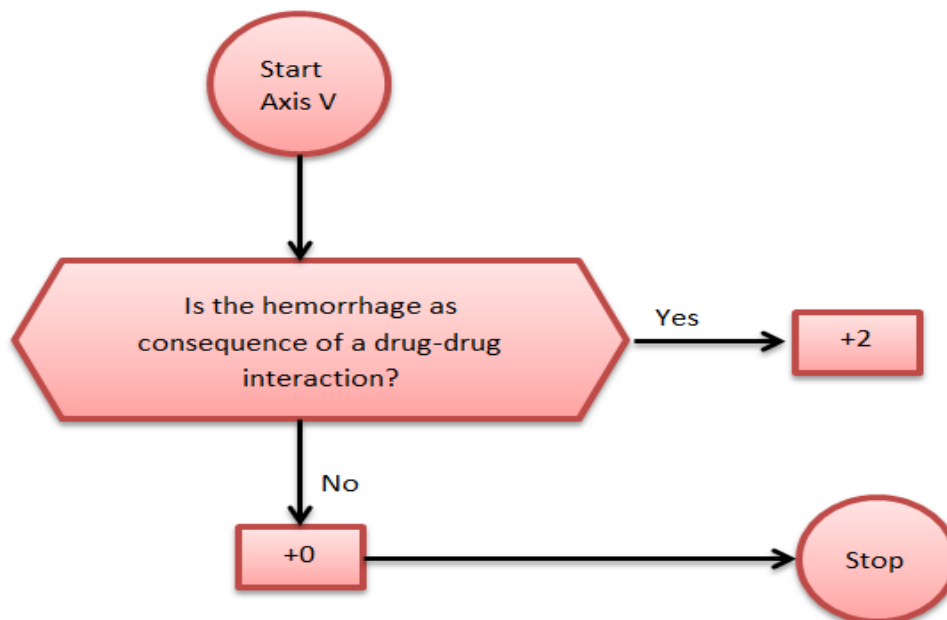 Start
Axis V
Is the hemorrhage as
consequence of a drug-drug
interaction?
Yes
+2
No
+0
Stop